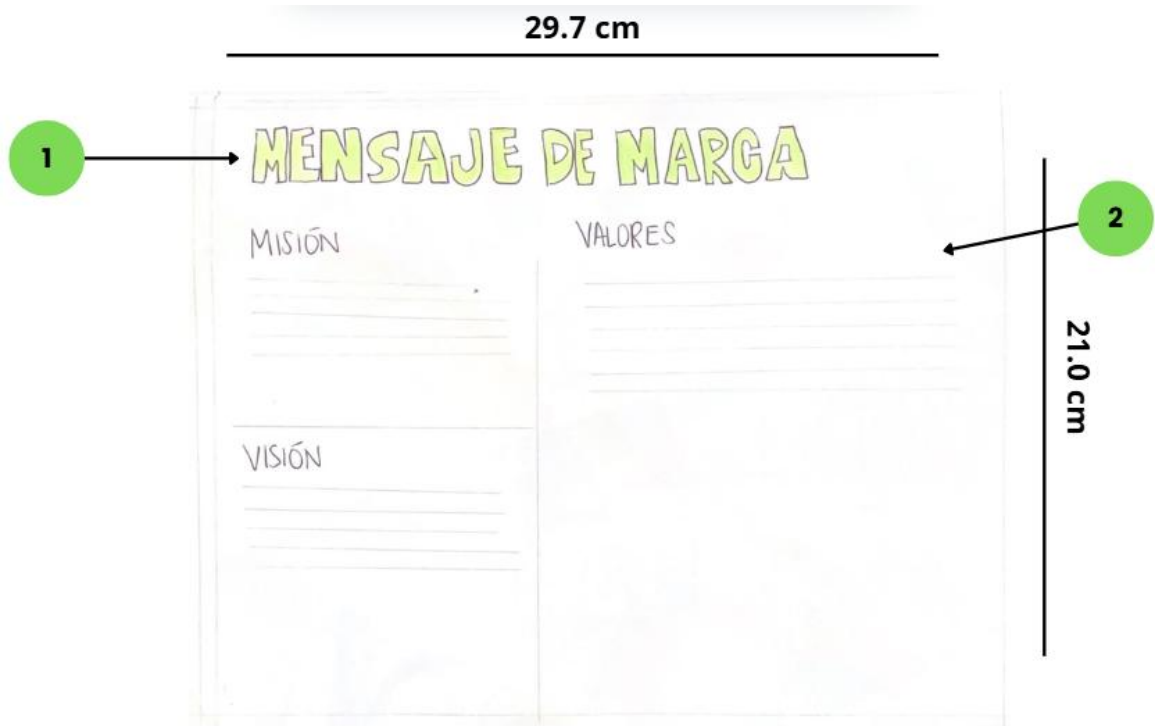 29.7 cm
1
MENSAJE DE MARCA
2
MISIÓN
VALORES
21.0 cm
VISIÓN